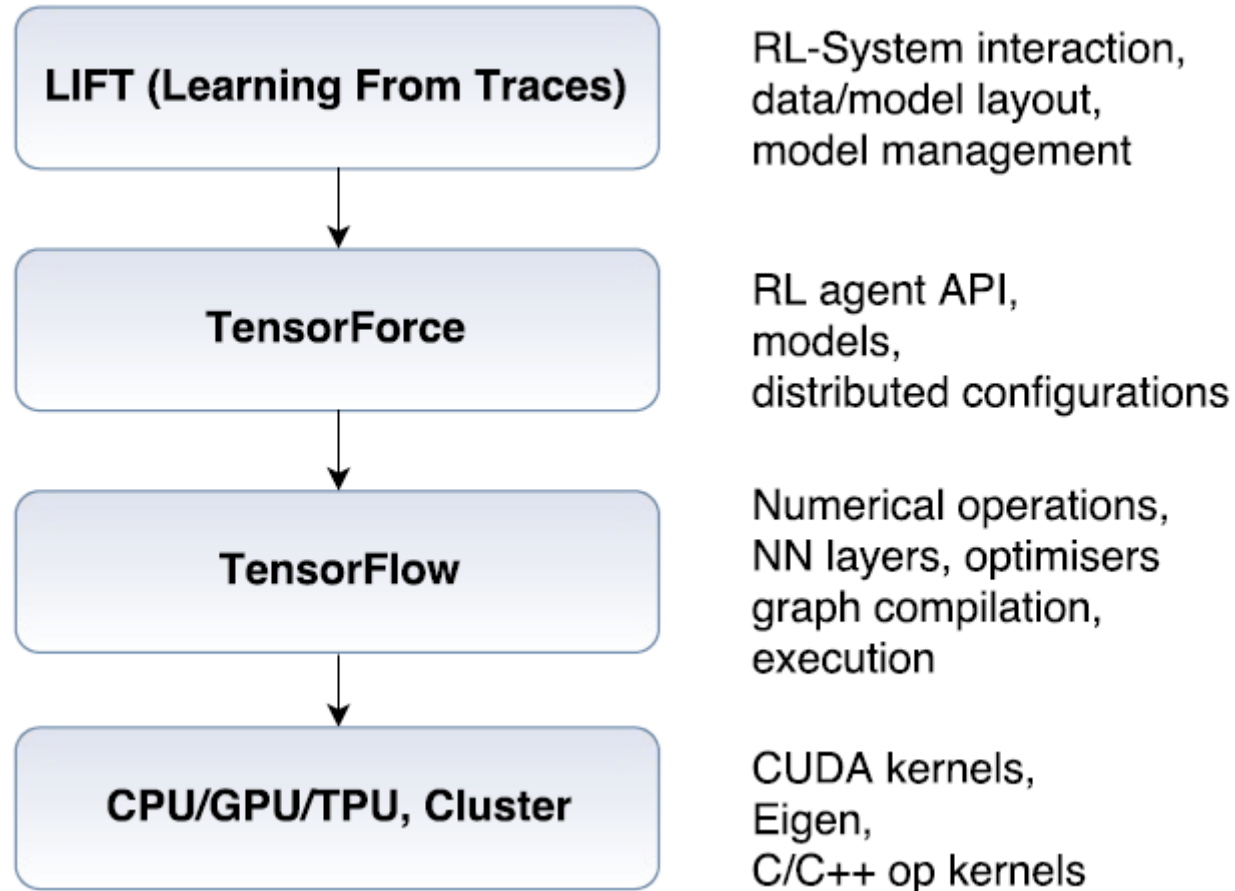 LIFT (Learning From Traces)
RL-System interaction,
data/model layout,
model management
TensorForce
RL agent API,
models,
distributed configurations
TensorFlow
Numerical operations,
NN layers, optimisers
graph compilation,
execution
CPU/GPU/TPU, Cluster
CUDA kernels,
Eigen,
C/C++ op kernels